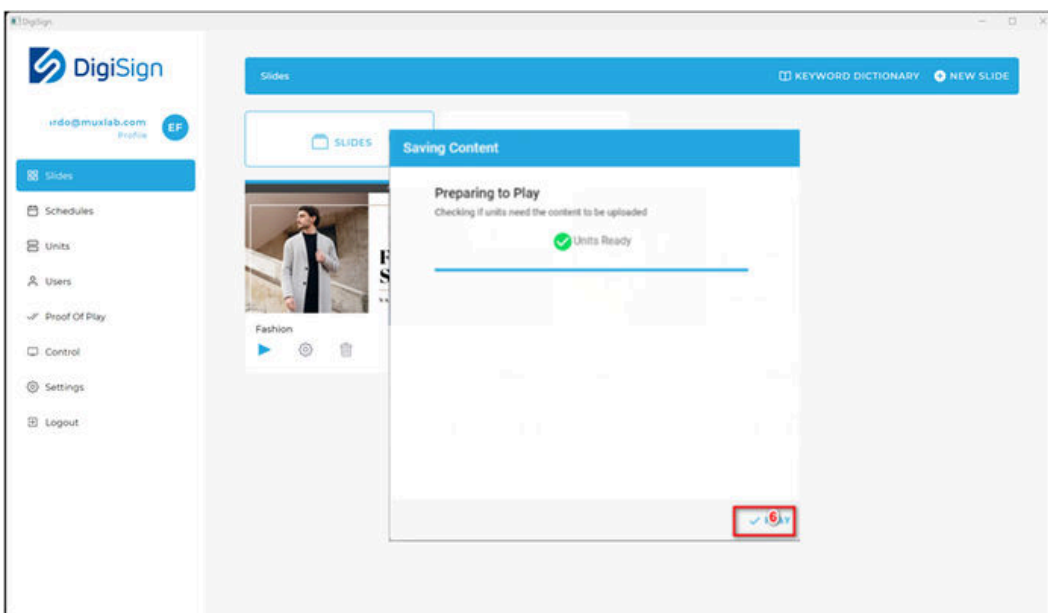 DigiSign
DigiSign
rdo@muxlab.com
Profile
EF
Slides
Schedules
Units
Users
Proof Of Play
Control
Settings
Logout
Slides
KEYWORD DICTIONARY
NEW SLIDE
SLIDES
Fashion
Saving Content
Preparing to Play
Checking if units need the content to be uploaded
Units Ready
6